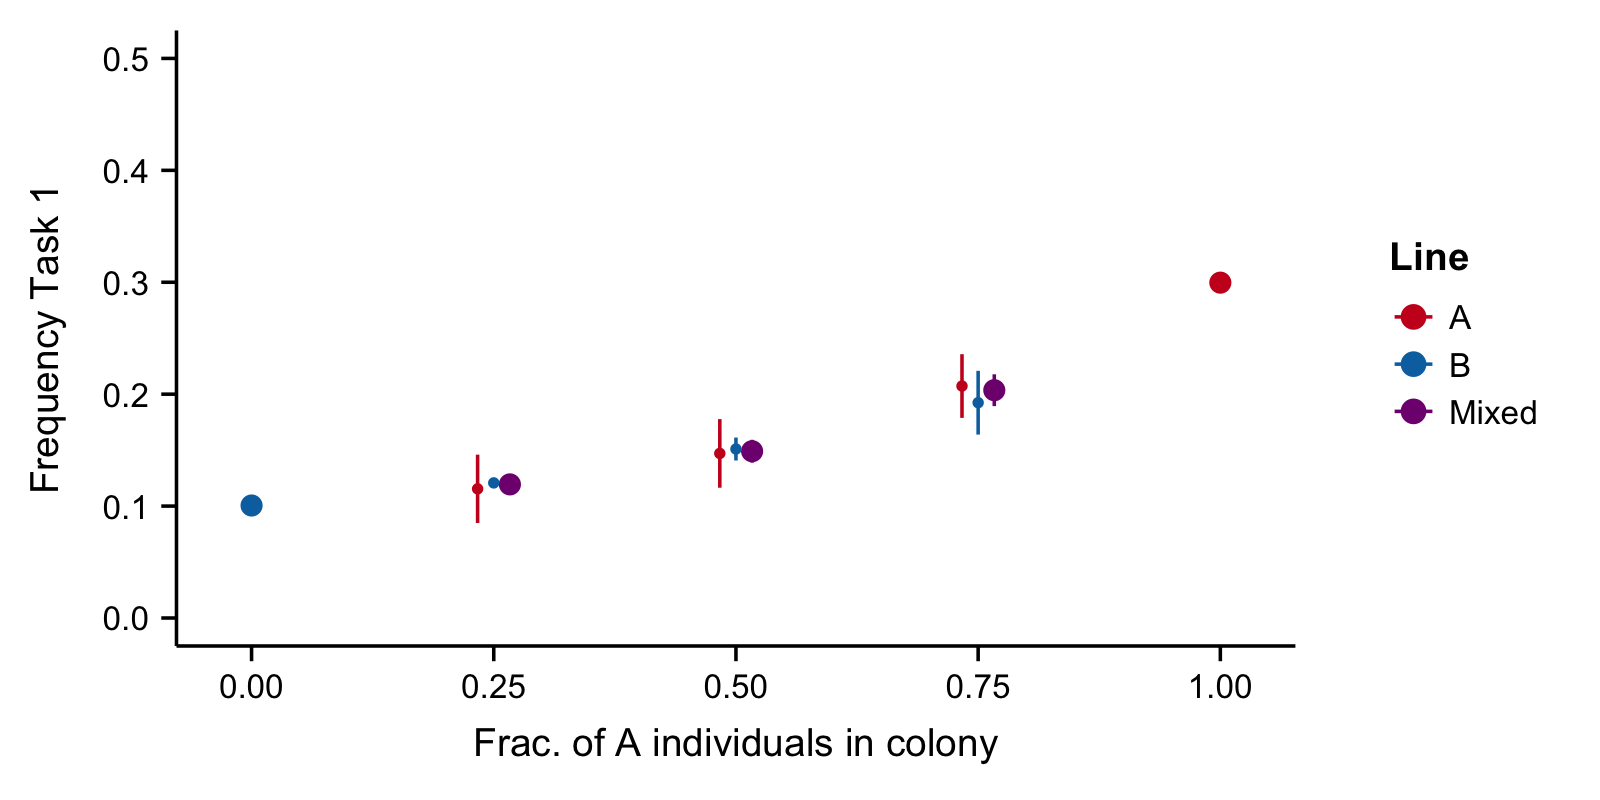 Frequency Task 1
0.5
0.4
0.3
0.2
0.1
0.0
0.00 0.25 0.50 0.75 1.00
Frac. of A individuals in colony
Line
A
B
Mixed